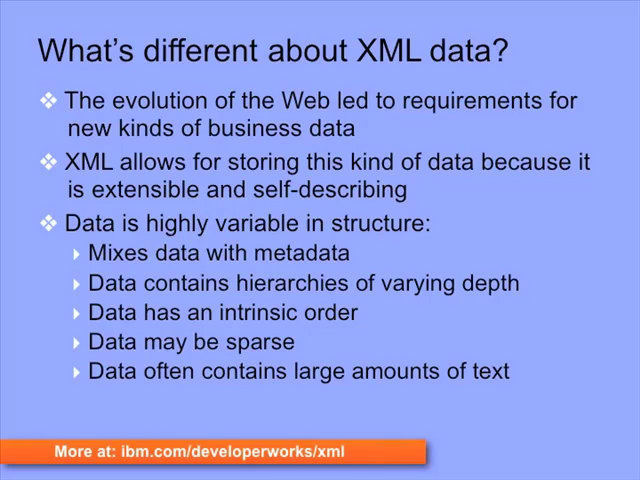 What's different about XML data?
The evolution of the Web led to requirements for
new kinds of business data
XML allows for storing this kind of data because it
is extensible and self-describing
Data is highly variable in structure:
Mixes data with metadata
Data contains hierarchies of varying depth
Data has an intrinsic order
Data may be sparse
Data often contains large amounts of text
More at: ibm.com/developerworks/xml